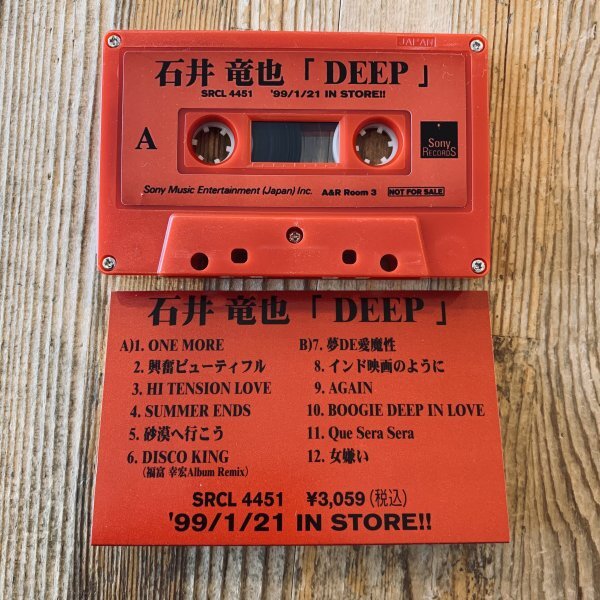 JAPAN
石井 竜也「 DEEP 」
SRCL 4451 '99/1/21 IN STORE!!
A
Sony
RECORDS
Sony Music Entertainment (Japan) Inc. A&R Room 3 NOT FOR SALE
石井 竜也「 DEEP 」
A)1. ONE MORE
2. 興奮ビューティフル
3. HI TENSION LOVE
4. SUMMER ENDS
5. 砂漠へ行こう
6. DISCO KING
(福富 幸宏Album Remix)
B)7. 夢DE愛魔性
8. インド映画のように
9. AGAIN
10. BOOGIE DEEP IN LOVE
11. Que Sera Sera
12. 女嫌い
SRCL 4451 ¥3,059(税込)
'99/1/21 IN STORE!!